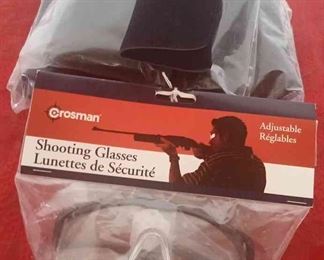 Crosman
Adjustable
Réglables
Shooting Glasses
Lunettes de Sécurité